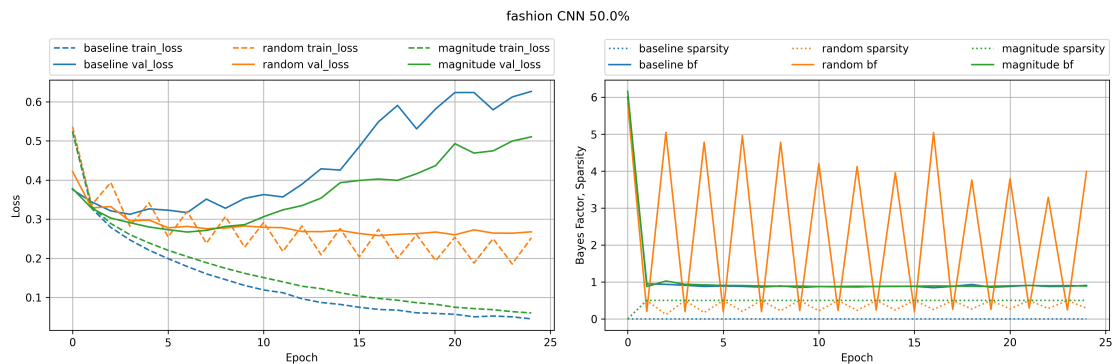 fashion CNN 50.0%
baseline train_loss random train_loss magnitude train_loss
baseline val_loss random val_loss magnitude val_loss
0.6
0.5
0.4
0.3
0.2
0.1
Loss
0 5 10 15 20 25
Epoch
baseline sparsity random sparsity magnitude sparsity
baseline bf random bf magnitude bf
6
5
4
3
2
1
0
Bayes Factor, Sparsity
0 5 10 15 20 25
Epoch